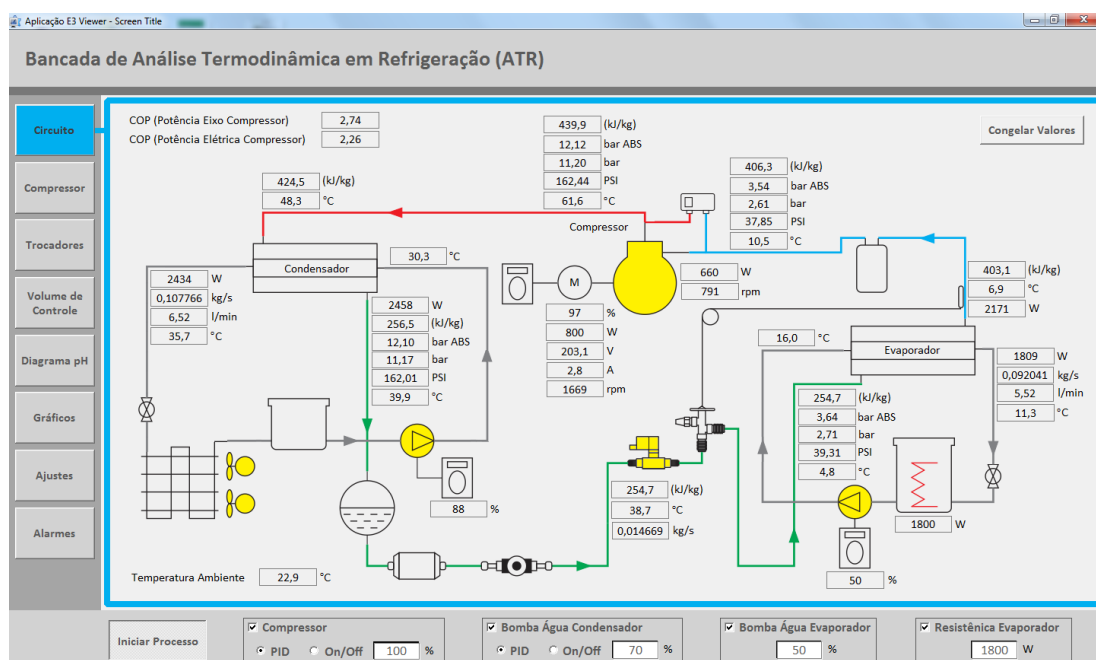 Aplicação E3 Viewer - Screen Title
Bancada de Análise Termodinâmica em Refrigeração (ATR)
Circuito
Compressor
Trocadores
Volume de
Controle
Diagrama pH
Gráficos
Ajustes
Alarmes
COP (Potência Eixo Compressor) 2,74
COP (Potência Elétrica Compressor) 2,26
439,9 (kJ/kg)
12,12 bar ABS
11,20 bar
162,44 PSI
61,6 °C
Congelar Valores
406,3 (kJ/kg)
3,54 bar ABS
2,61 bar
37,85 PSI
10,5 °C
424,5 (kJ/kg)
48,3 °C
Compressor
30,3 °C
Condensador
2434 W
0,107766 kg/s
6,52 l/min
35,7 °C
M
660 W
791 rpm
403,1 (kJ/kg)
6,9 °C
2171 W
2458 W
256,5 (kJ/kg)
12,10 bar ABS
11,17 bar
162,01 PSI
39,9 °C
97 %
800 W
203,1 V
2,8 A
1669 rpm
16,0 °C
Evaporador
1809 W
0,092041 kg/s
5,52 l/min
11,3 °C
254,7 (kJ/kg)
3,64 bar ABS
2,71 bar
39,31 PSI
4,8 °C
88 %
254,7 (kJ/kg)
38,7 °C
0,014669 kg/s
1800 W
50 %
Temperatura Ambiente 22,9 °C
Iniciar Processo
Compressor
PID On/Off 100 %
Bomba Água Condensador
PID On/Off 70 %
Bomba Água Evaporador
50 %
Resistênica Evaporador
1800 W